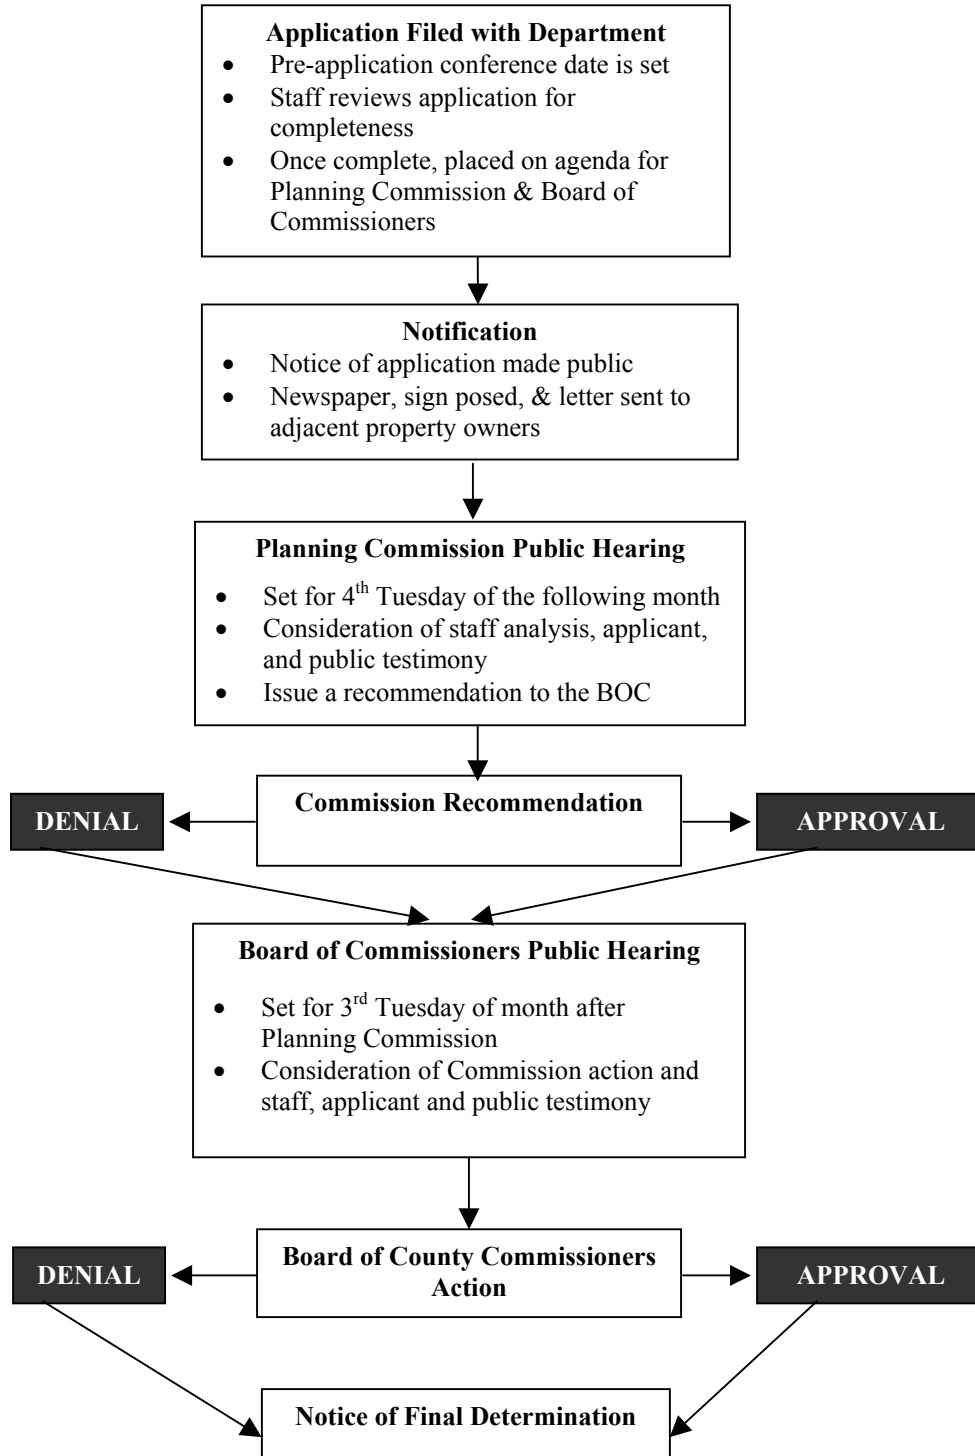 Application Filed with Department
• Pre-application conference date is set
• Staff reviews application for
completeness
• Once complete, placed on agenda for
Planning Commission & Board of
Commissioners
Notification
• Notice of application made public
• Newspaper, sign posed, & letter sent to
adjacent property owners
Planning Commission Public Hearing
• Set for 4th Tuesday of the following month
• Consideration of staff analysis, applicant,
and public testimony
• Issue a recommendation to the BOC
Commission Recommendation
DENIAL
APPROVAL
Board of Commissioners Public Hearing
• Set for 3rd Tuesday of month after
Planning Commission
• Consideration of Commission action and
staff, applicant and public testimony
Board of County Commissioners
Action
DENIAL
APPROVAL
Notice of Final Determination